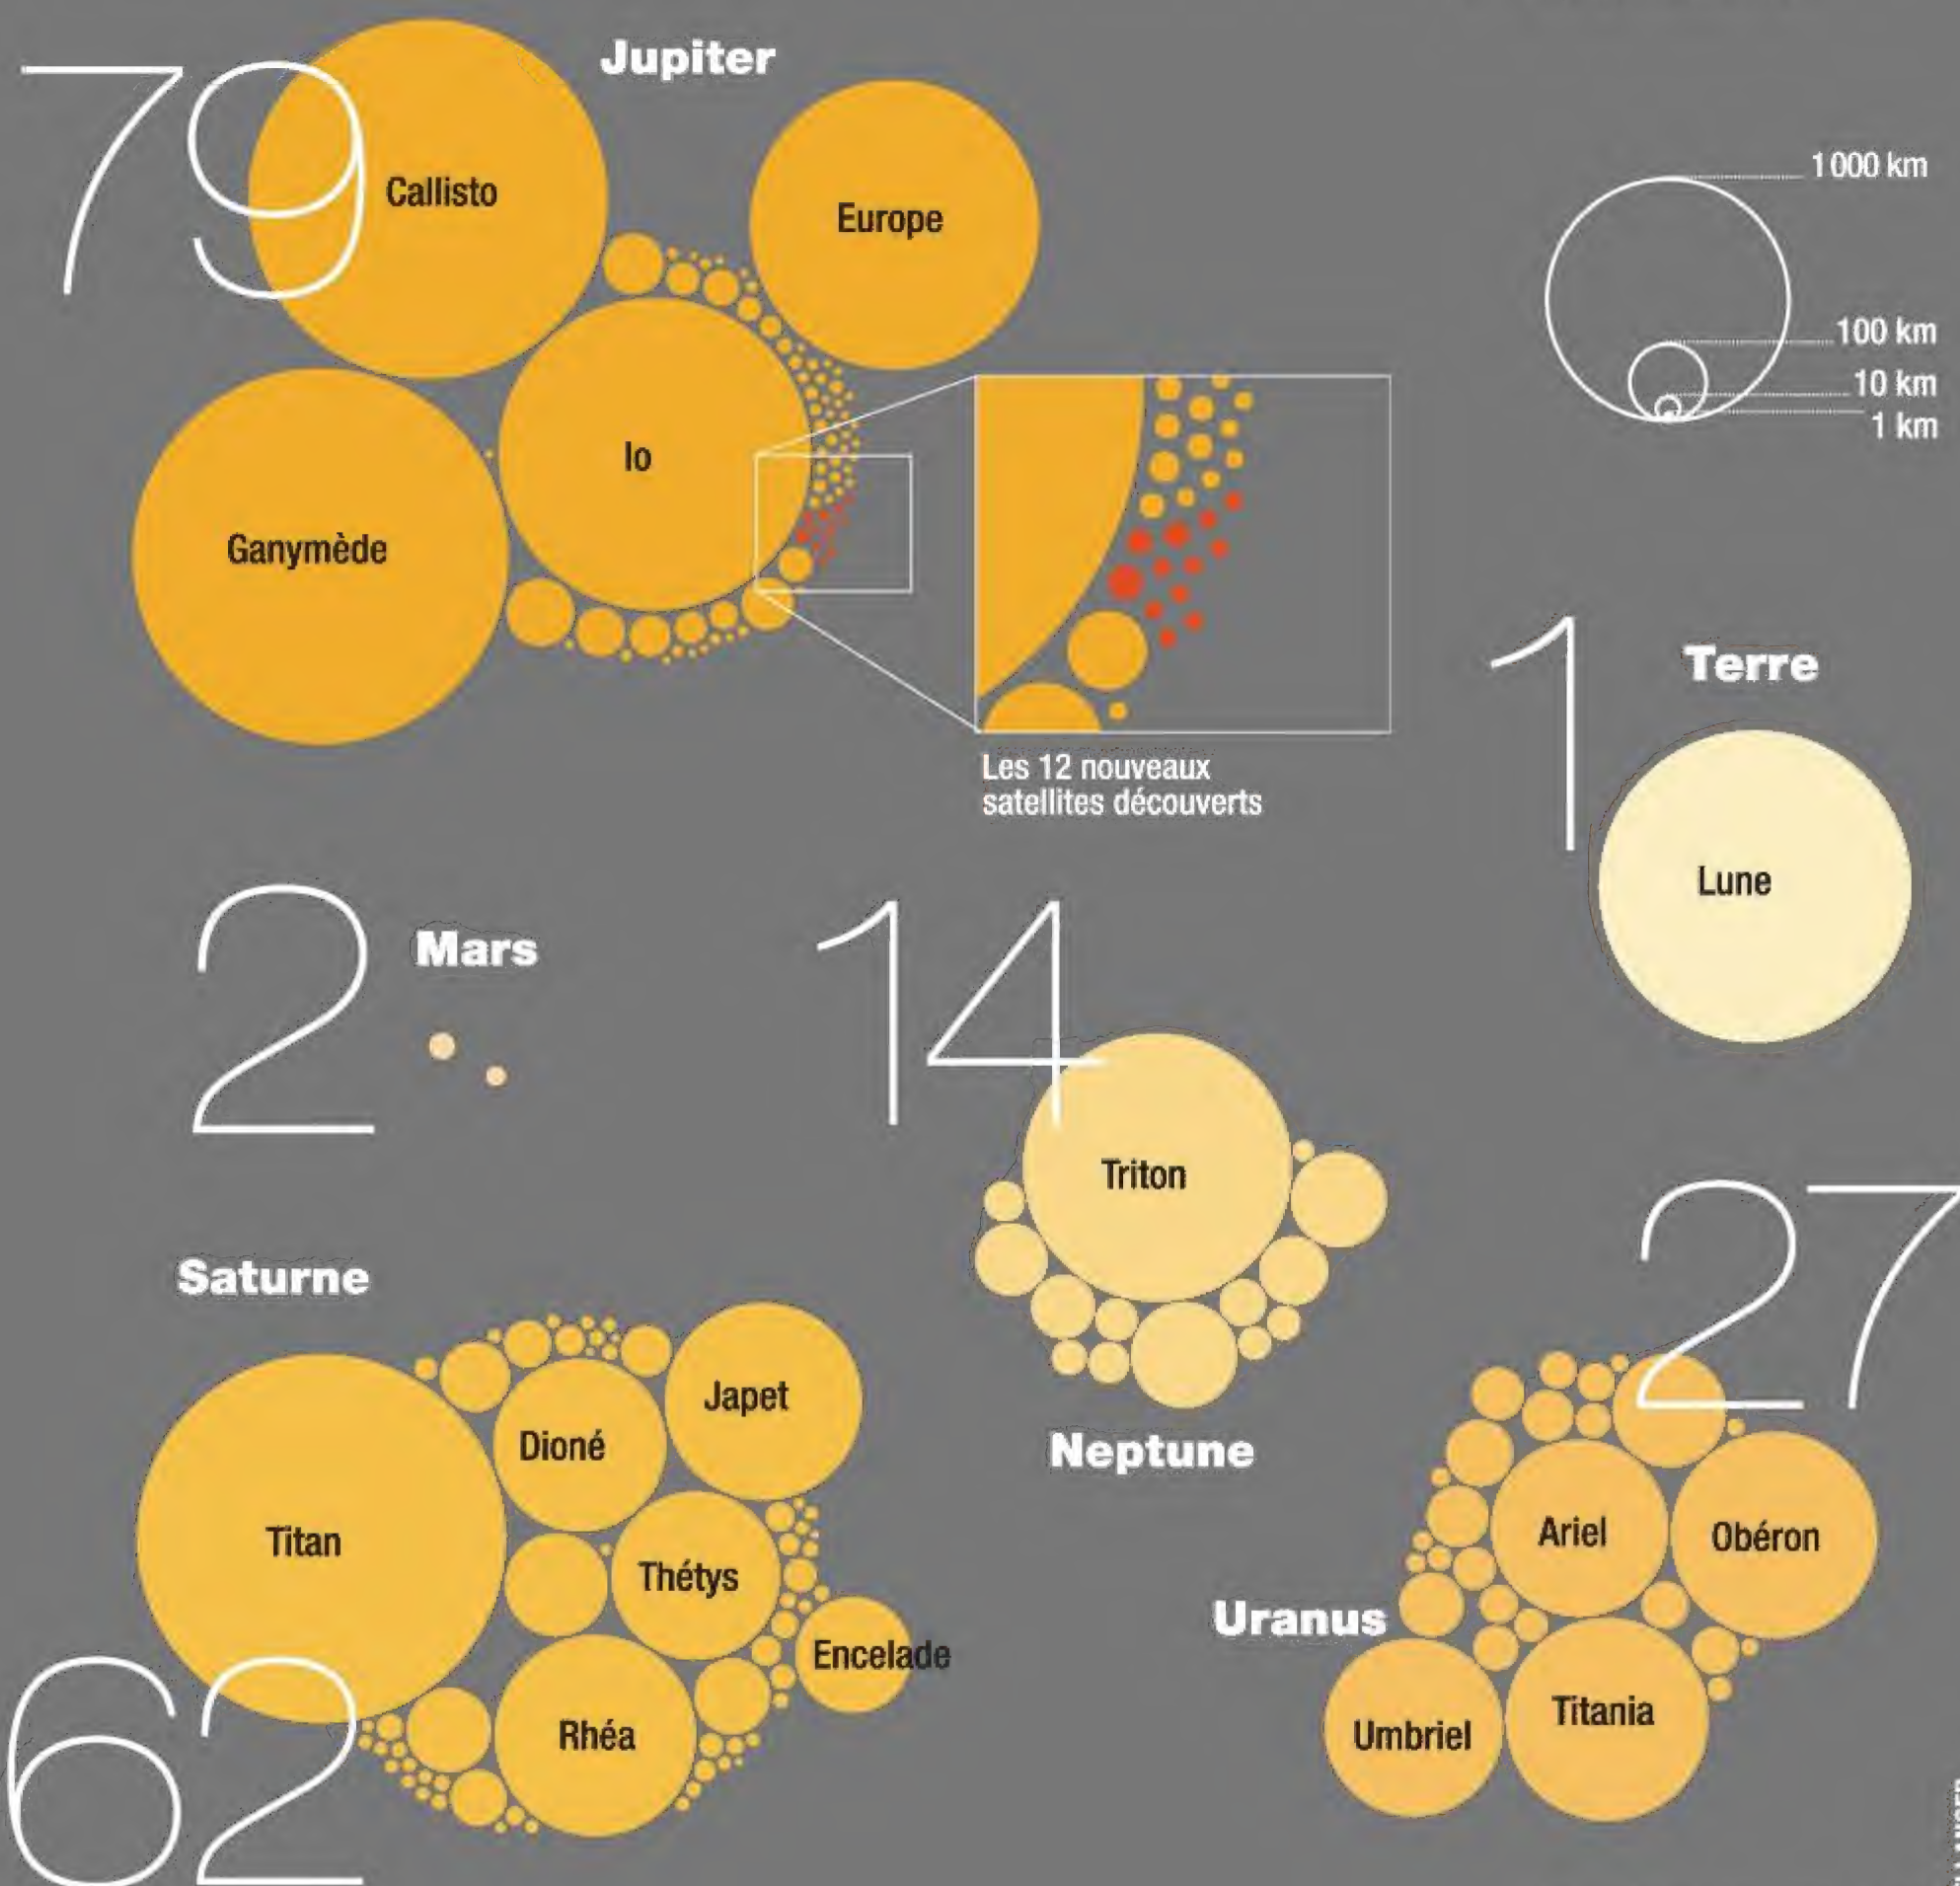 79
Jupiter
Callisto
Europe
Io
Ganymède
1 000 km
100 km
10 km
1 km
Les 12 nouveaux
satellites découverts
1
Terre
Lune
2
Mars
14
Triton
Neptune
Saturne
62
Titan
Dioné
Japet
Thétys
Encelade
Rhéa
27
Uranus
Ariel
Obéron
Umbriel
Titania